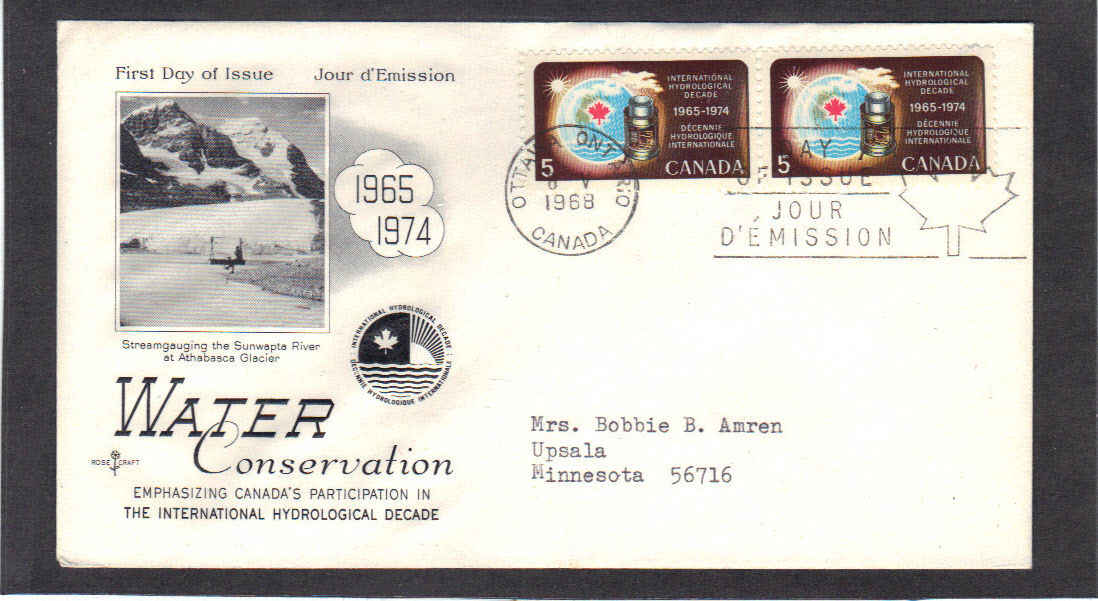 First Day of Issue Jour d'Emission
1965
1974
Streamgauging the Sunwapta River
at Athabasca Glacier
INTERNATIONAL HYDROLOGICAL DECADE
DÉCENNIE HYDROLOGIQUE INTERNATIONALE
WATER
Conservation
ROSE CRAFT
EMPHASIZING CANADA'S PARTICIPATION IN
THE INTERNATIONAL HYDROLOGICAL DECADE
INTERNATIONAL
HYDROLOGICAL
DECADE
1965-1974
DÉCENNIE
HYDROLOGIQUE
INTERNATIONALE
5 CANADA
INTERNATIONAL
HYDROLOGICAL
DECADE
1965-1974
DÉCENNIE
HYDROLOGIQUE
INTERNATIONALE
5 CANADA
OTTAWA ONTARIO
V
1968
CANADA
DAY
OF ISSUE
JOUR
D'ÉMISSION
Mrs. Bobbie B. Amren
Upsala
Minnesota 56716